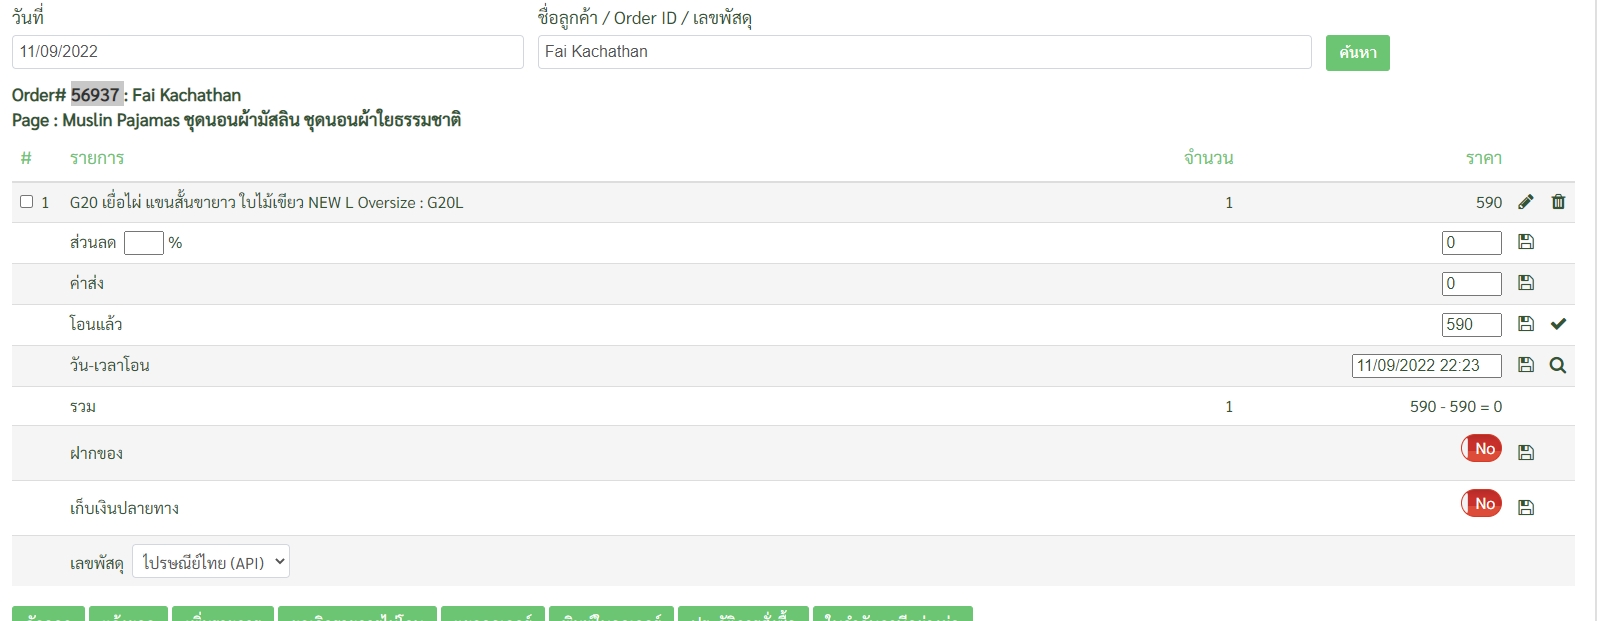 วันที่ ชื่อลูกค้า / Order ID / เลขพัสดุ
11/09/2022 Fai Kachathan ค้นหา
Order# 56937 : Fai Kachathan
Page : Muslin Pajamas ชุดนอนผ้ามัสลิน ชุดนอนผ้าใยธรรมชาติ
# รายการ จำนวน ราคา
1 G20 เยื่อไผ่ แขนสั้นขายาว ใบไม้เขียว NEW L Oversize : G20L 1 590
ส่วนลด % 0
ค่าส่ง 0
โอนแล้ว 590
วัน-เวลาโอน 11/09/2022 22:23
รวม 1 590 - 590 = 0
ฝากของ No
เก็บเงินปลายทาง No
เลขพัสดุ ไปรษณีย์ไทย (API)